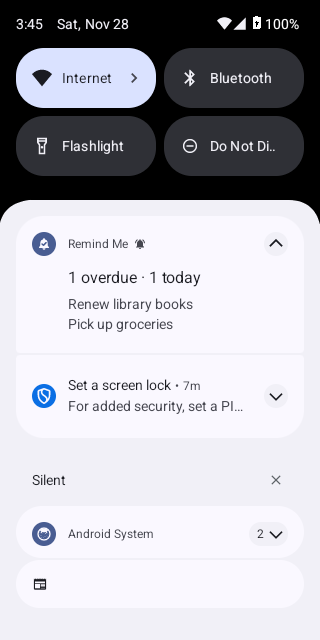 3:45 Sat, Nov 28 100%
Internet Bluetooth
Flashlight Do Not Di..
Remind Me
1 overdue · 1 today
Renew library books
Pick up groceries
Set a screen lock • 7m
For added security, set a PI…
Silent
Android System 2